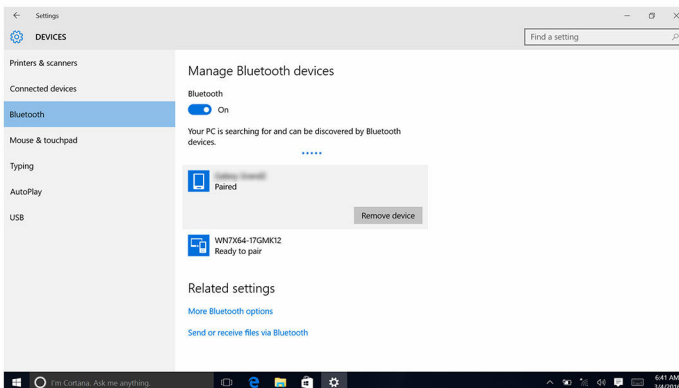 Settings
DEVICES
Find a setting
Printers & scanners
Connected devices
Bluetooth
Mouse & touchpad
Typing
AutoPlay
USB
Manage Bluetooth devices
Bluetooth
On
Your PC is searching for and can be discovered by Bluetooth
devices.
Paired
Remove device
WN7X64-17GMK12
Ready to pair
Related settings
More Bluetooth options
Send or receive files via Bluetooth
I'm Cortana. Ask me anything.
6:41 AM
3/4/2016